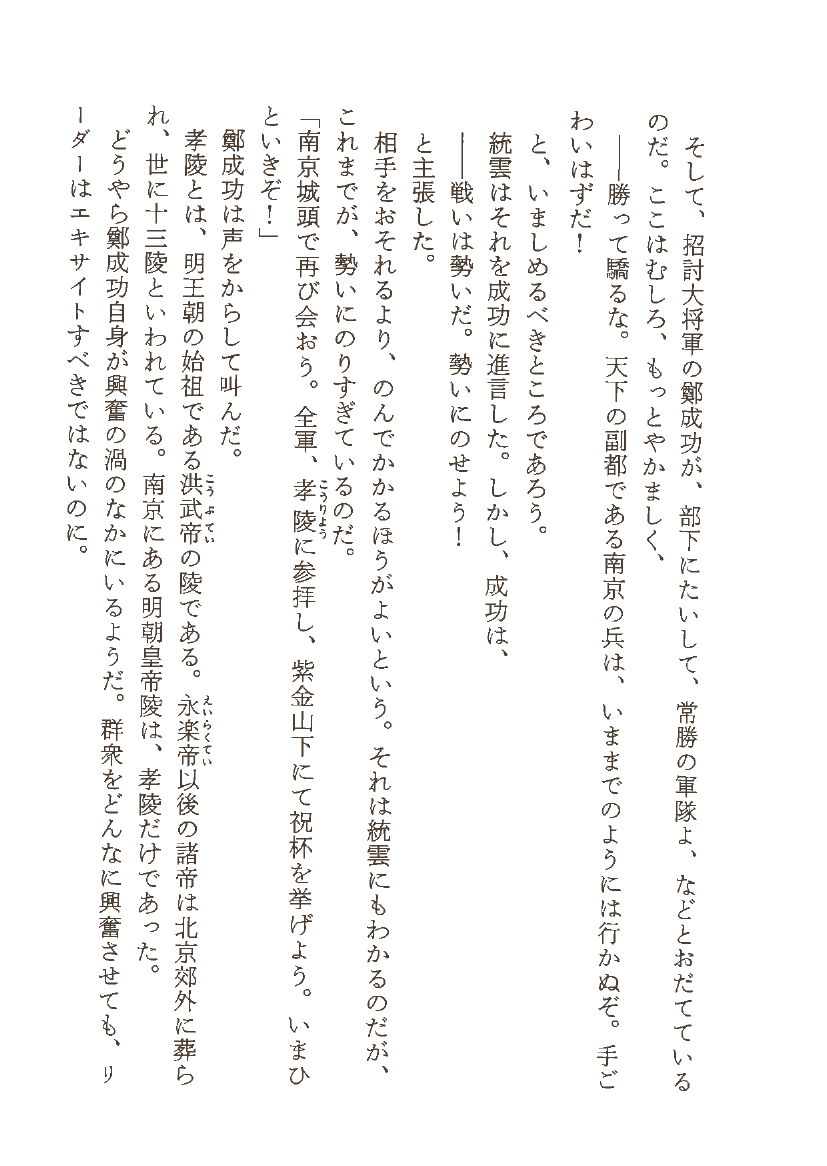 そして、招討大将軍の鄭成功が、部下にたいして、常勝の軍隊よ、などとおだてている
のだ。ここはむしろ、もっとやかましく、
――勝って驕るな。天下の副都である南京の兵は、いままでのようには行かぬぞ。手ご
わいはずだ！
と、いましめるべきところであろう。
統雲はそれを成功に進言した。しかし、成功は、
――戦いは勢いだ。勢いにのせよう！
と主張した。
相手をおそれるより、のんでかかるほうがよいという。それは統雲にもわかるのだが、
これまでが、勢いにのりすぎているのだ。
「南京城頭で再び会おう。全軍、孝陵に参拝し、紫金山下にて祝杯を挙げよう。いまひ
こうりょう
といきぞ！」
鄭成功は声をからして叫んだ。
孝陵とは、明王朝の始祖である洪武帝の陵である。永楽帝以後の諸帝は北京郊外に葬ら
こうぶてい
えいらくてい
れ、世に十三陵といわれている。南京にある明朝皇帝陵は、孝陵だけであった。
どうやら鄭成功自身が興奮の渦のなかにいるようだ。群衆をどんなに興奮させても、リ
ーダーはエキサイトすべきではないのに。